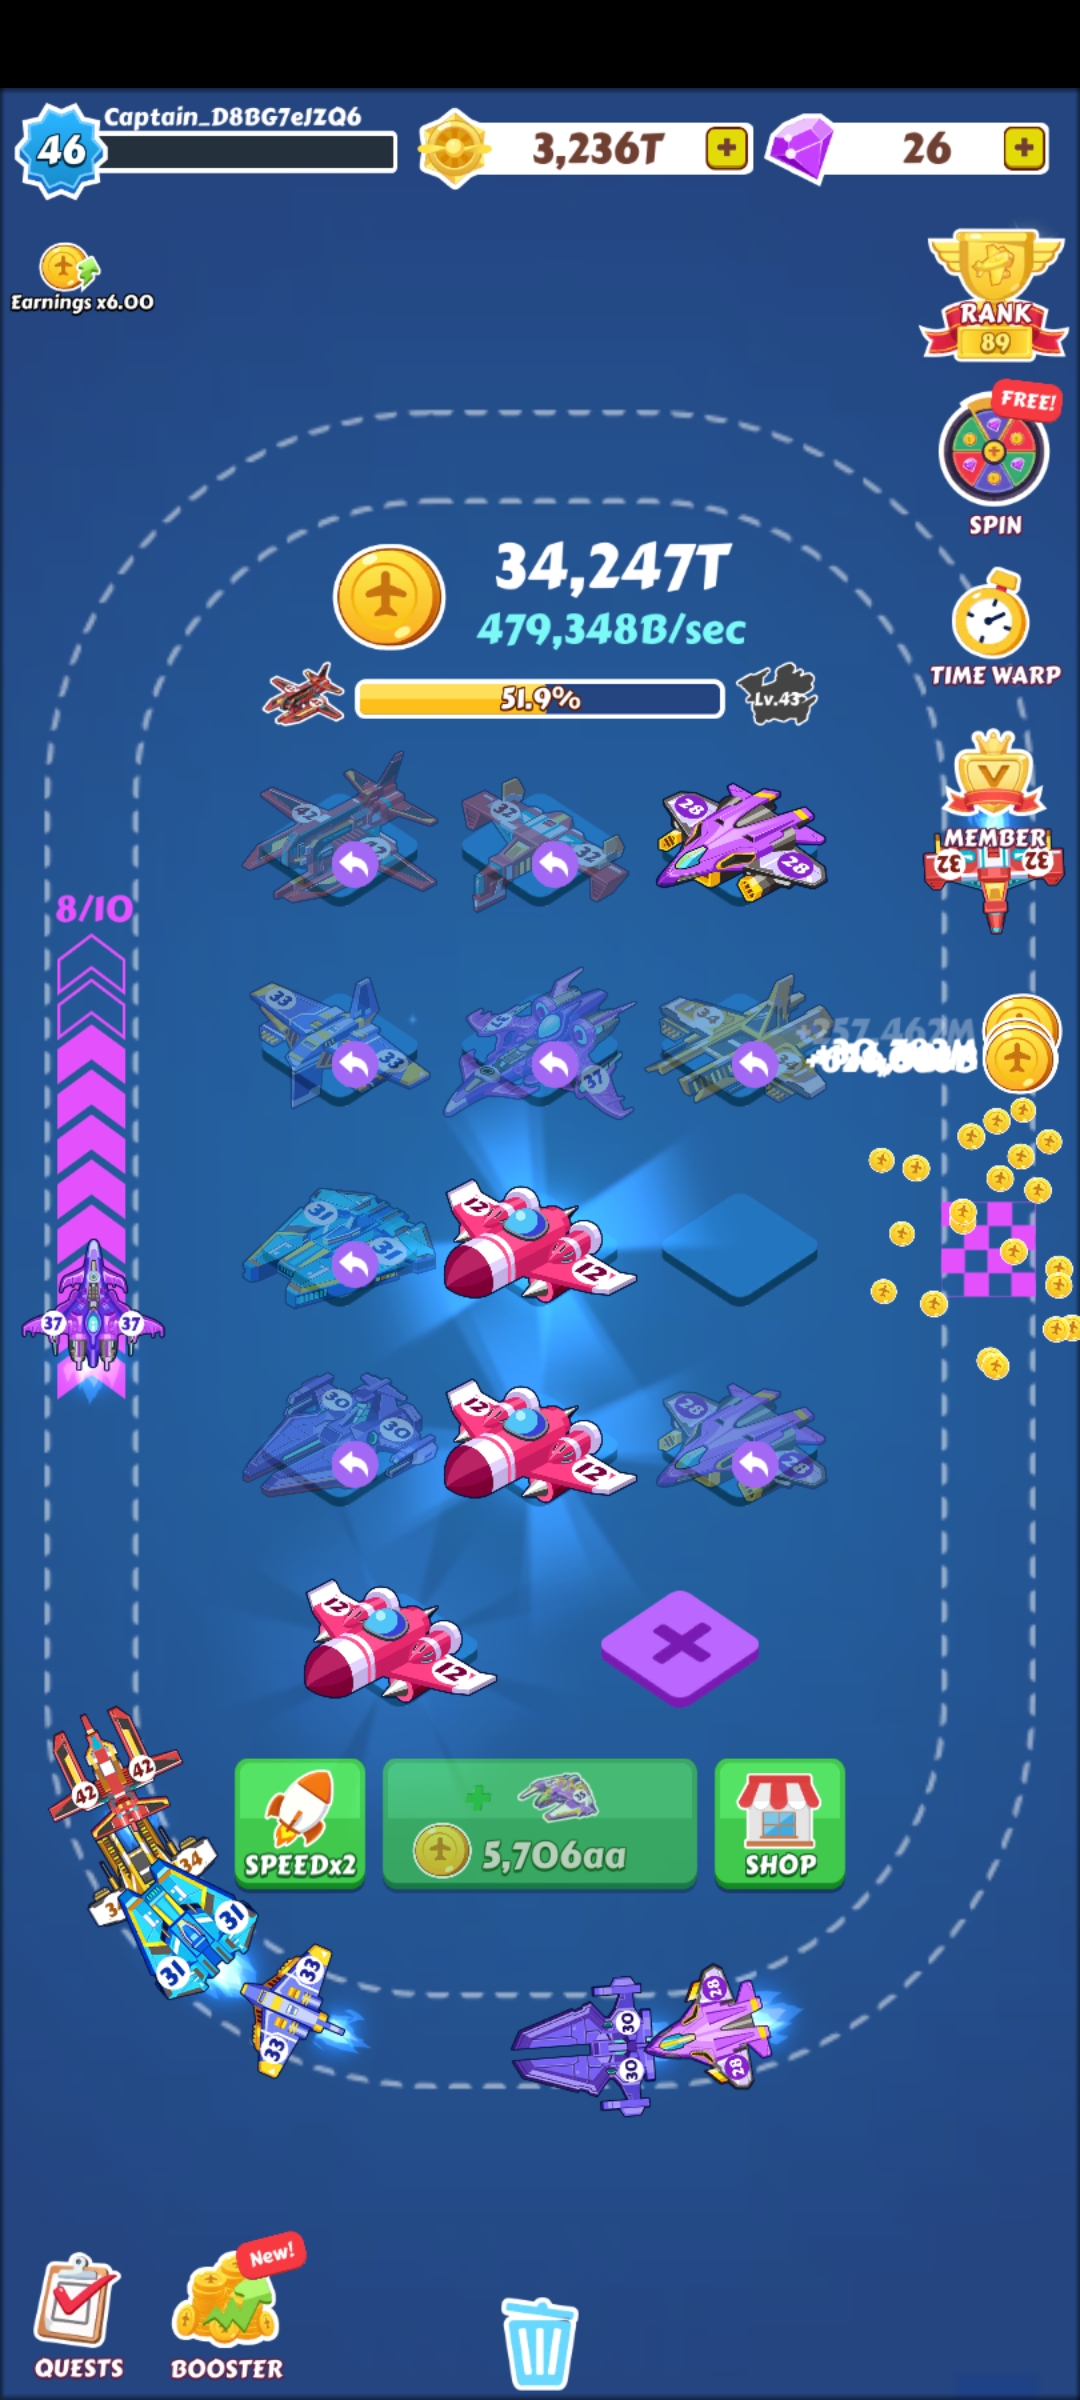 Captain_D8BG7eJZQ6
46
3,236T
26
Earnings x6.00
RANK
89
FREE!
SPIN
34,247T
479,348B/sec
51.9%
Lv.43
TIME WARP
MEMBER
32 32
42 42
32 32
28 28
8/10
33 33
37
34 34
+257,462M
31 31
12 12
37 37
30 30
12 12
28 28
12 12
42 42
34
31 31
SPEEDx2
5,706aa
SHOP
33 33
30 30
28 28
New!
QUESTS
BOOSTER